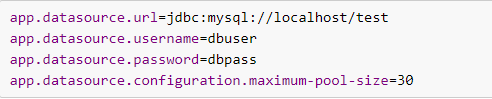 app.datasource.url=jdbc:mysql://localhost/test
app.datasource.username=dbuser
app.datasource.password=dbpass
app.datasource.configuration.maximum-pool-size=30